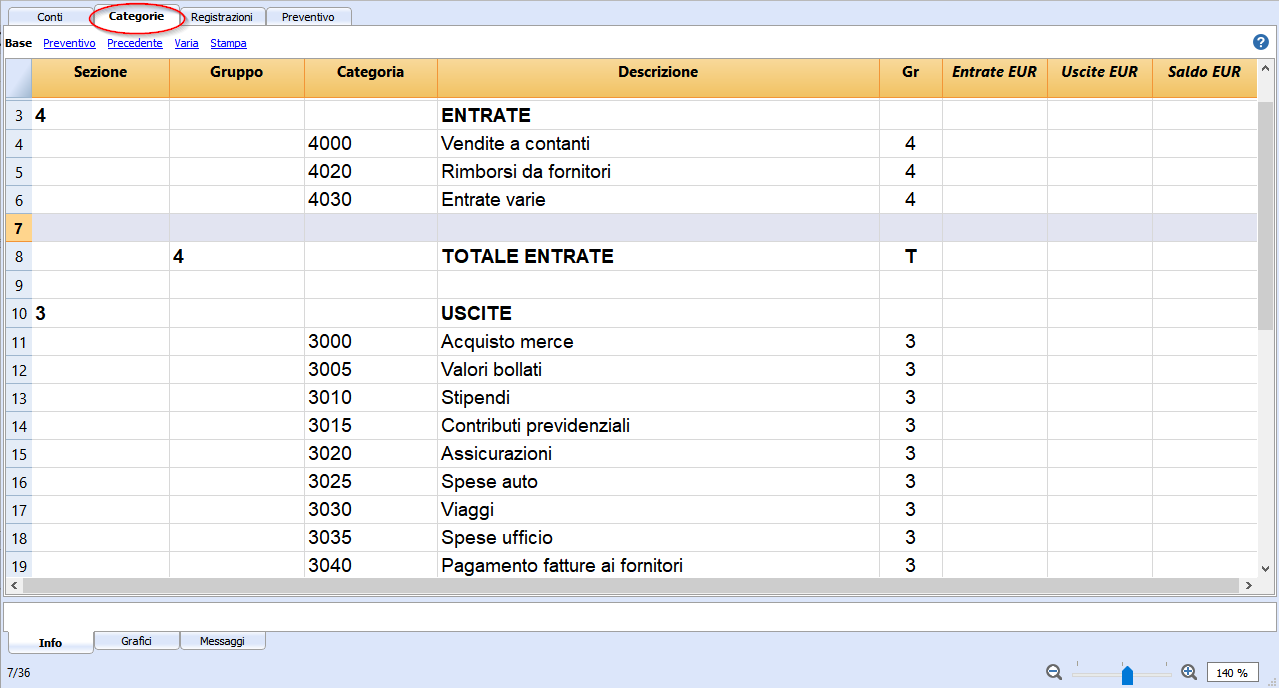 Conti Categorie Registrazioni Preventivo
Base Preventivo Precedente Varia Stampa ?
Sezione Gruppo Categoria Descrizione Gr Entrate EUR Uscite EUR Saldo EUR
3 4 ENTRATE
4 4000 Vendite a contanti 4
5 4020 Rimborsi da fornitori 4
6 4030 Entrate varie 4
7
8 4 TOTALE ENTRATE T
9
10 3 USCITE
11 3000 Acquisto merce 3
12 3005 Valori bollati 3
13 3010 Stipendi 3
14 3015 Contributi previdenziali 3
15 3020 Assicurazioni 3
16 3025 Spese auto 3
17 3030 Viaggi 3
18 3035 Spese ufficio 3
19 3040 Pagamento fatture ai fornitori 3
Info Grafici Messaggi
7/36 140 %